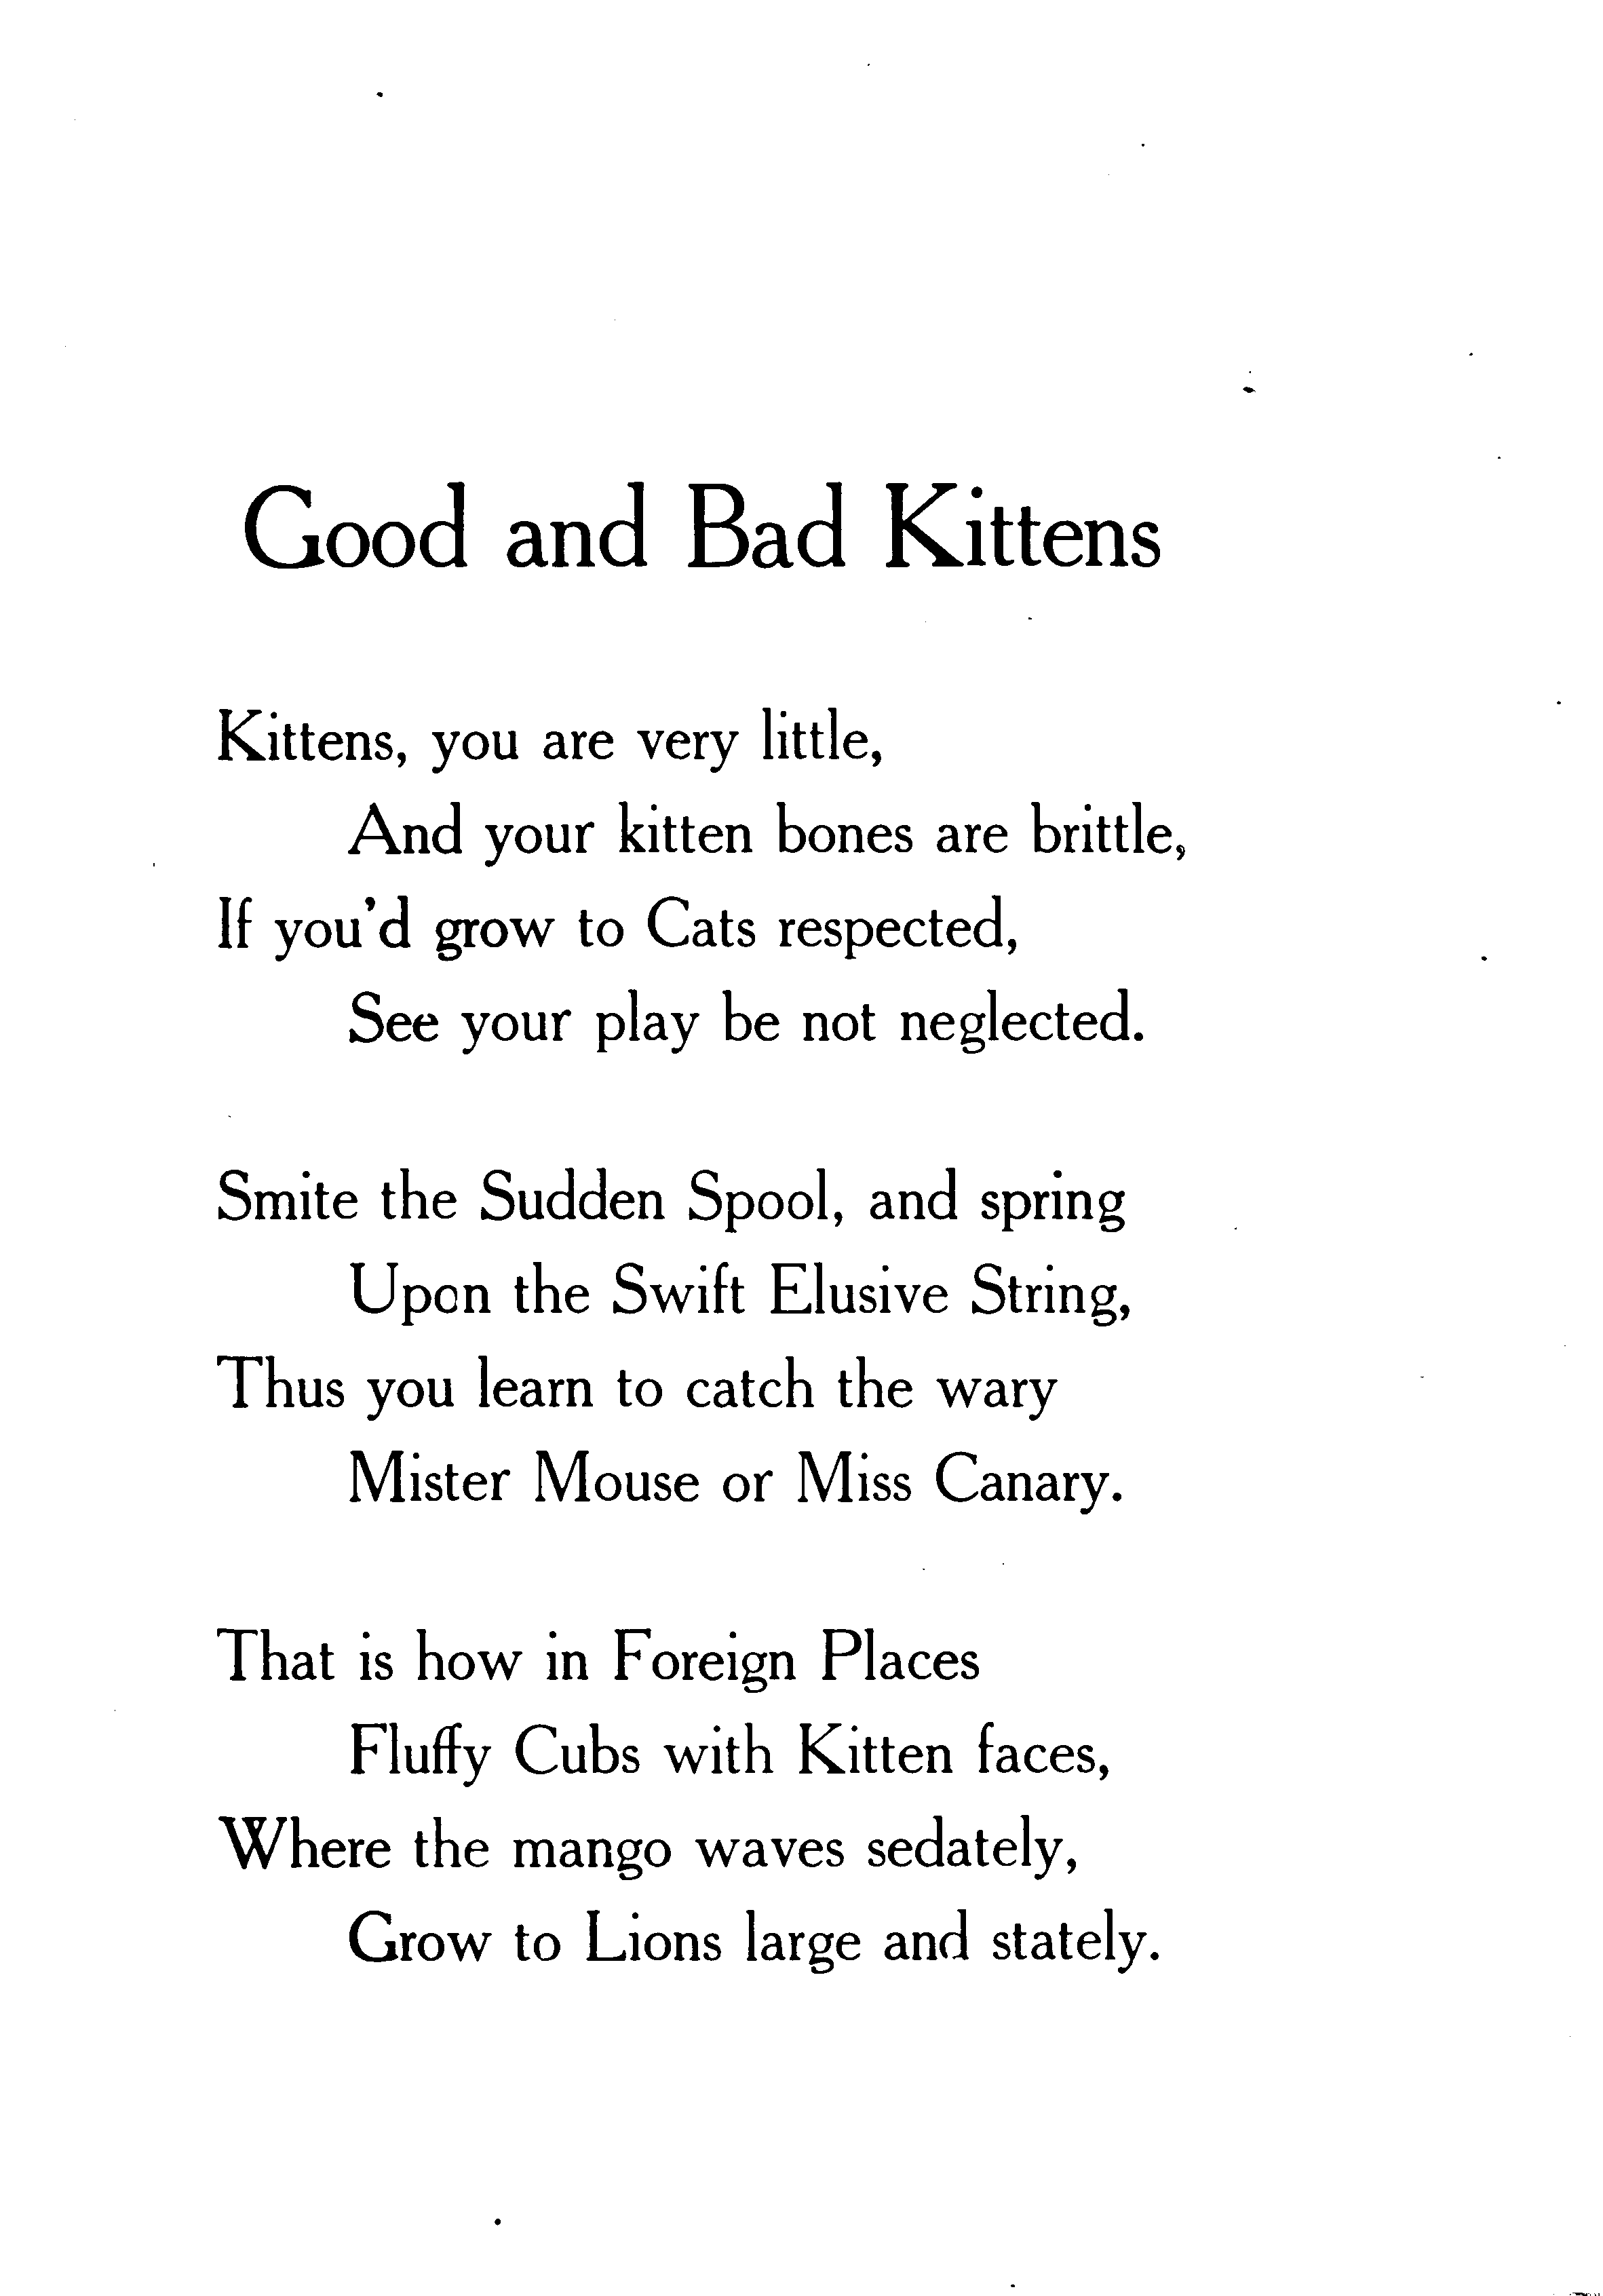 Good and Bad Kittens
Kittens, you are very little,
And your kitten bones are brittle,
If you'd grow to Cats respected,
See your play be not neglected.
Smite the Sudden Spool, and spring
Upon the Swift Elusive String,
Thus you learn to catch the wary
Mister Mouse or Miss Canary.
That is how in Foreign Places
Fluffy Cubs with Kitten faces,
Where the mango waves sedately,
Grow to Lions large and stately.